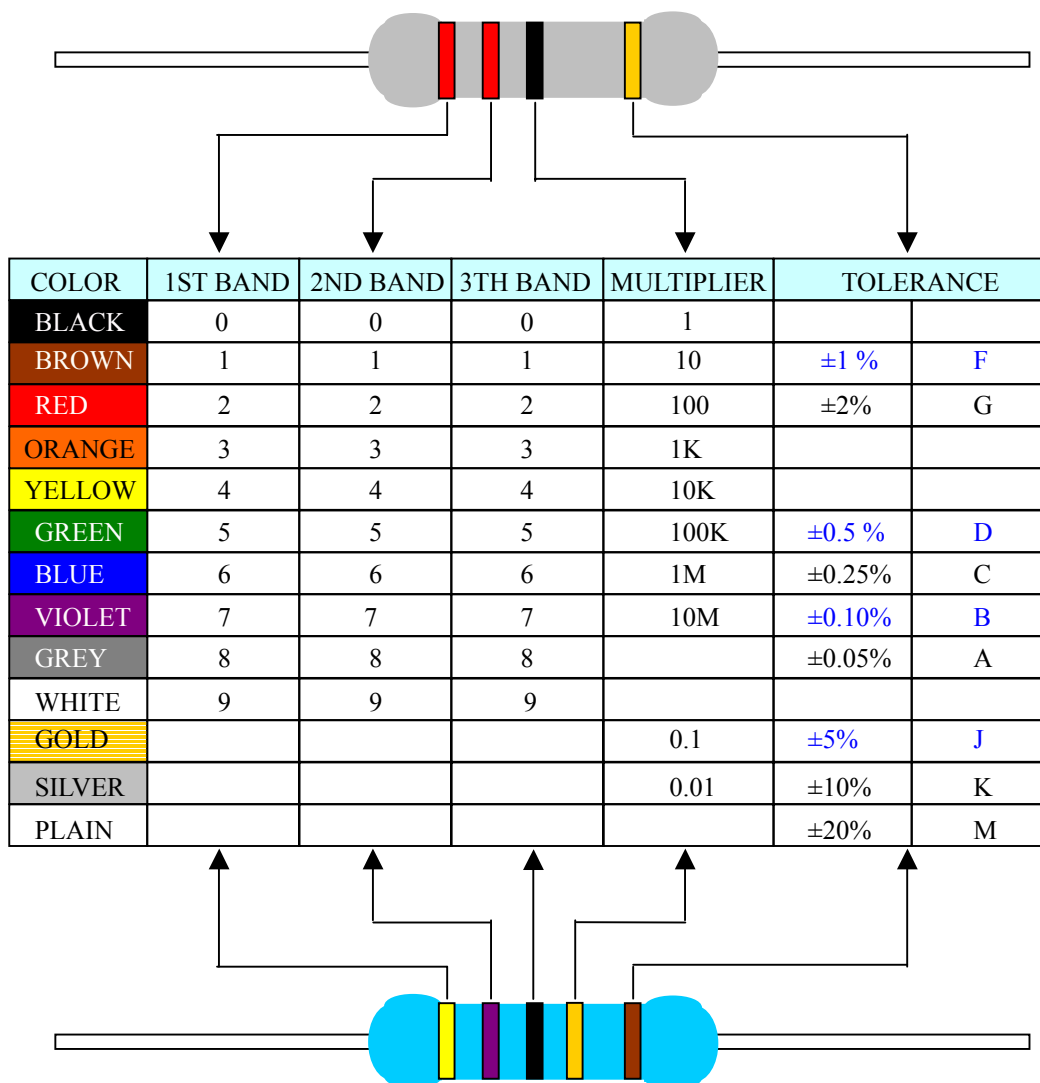 COLOR 1ST BAND 2ND BAND 3TH BAND MULTIPLIER TOLERANCE
BLACK 0 0 0 1
BROWN 1 1 1 10 ±1 % F
RED 2 2 2 100 ±2% G
ORANGE 3 3 3 1K
YELLOW 4 4 4 10K
GREEN 5 5 5 100K ±0.5 % D
BLUE 6 6 6 1M ±0.25% C
VIOLET 7 7 7 10M ±0.10% B
GREY 8 8 8 ±0.05% A
WHITE 9 9 9
GOLD 0.1 ±5% J
SILVER 0.01 ±10% K
PLAIN ±20% M